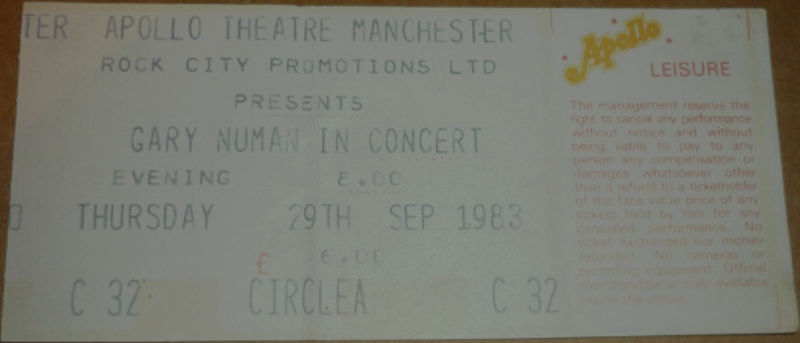 TER APOLLO THEATRE MANCHESTER
ROCK CITY PROMOTIONS LTD
PRESENTS
GARY NUMAN IN CONCERT
EVENING 8.00
0 THURSDAY 29TH SEP 1983
£ 6.00
C 32 CIRCLEA C 32
Apollo
LEISURE
The management reserve the
right to cancel any performance
without notice and without
being liable to pay to any
person any compensation or
damages whatsoever other
than a refund to a ticketholder
of the face value price of any
tickets held by him for any
cancelled performance. No
ticket exchanged nor money
refunded. No cameras or
recording equipment. Official
merchandise is only available
inside the venue.